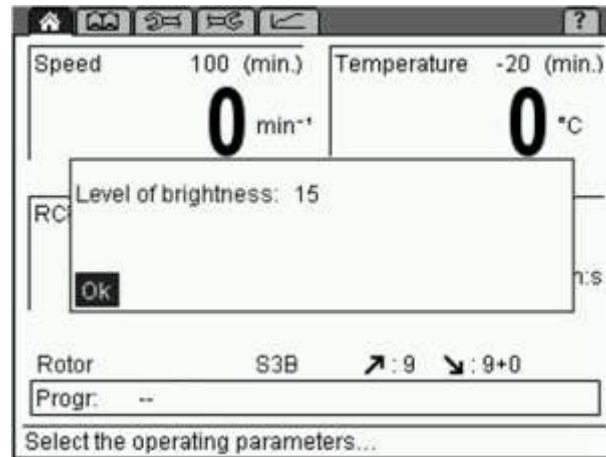 ?
Speed 100 (min.)
0 min⁻¹
Temperature -20 (min.)
0 °C
Level of brightness: 15
Ok
Rotor S3B ↗: 9 ↘: 9+0
Progr: --
Select the operating parameters...